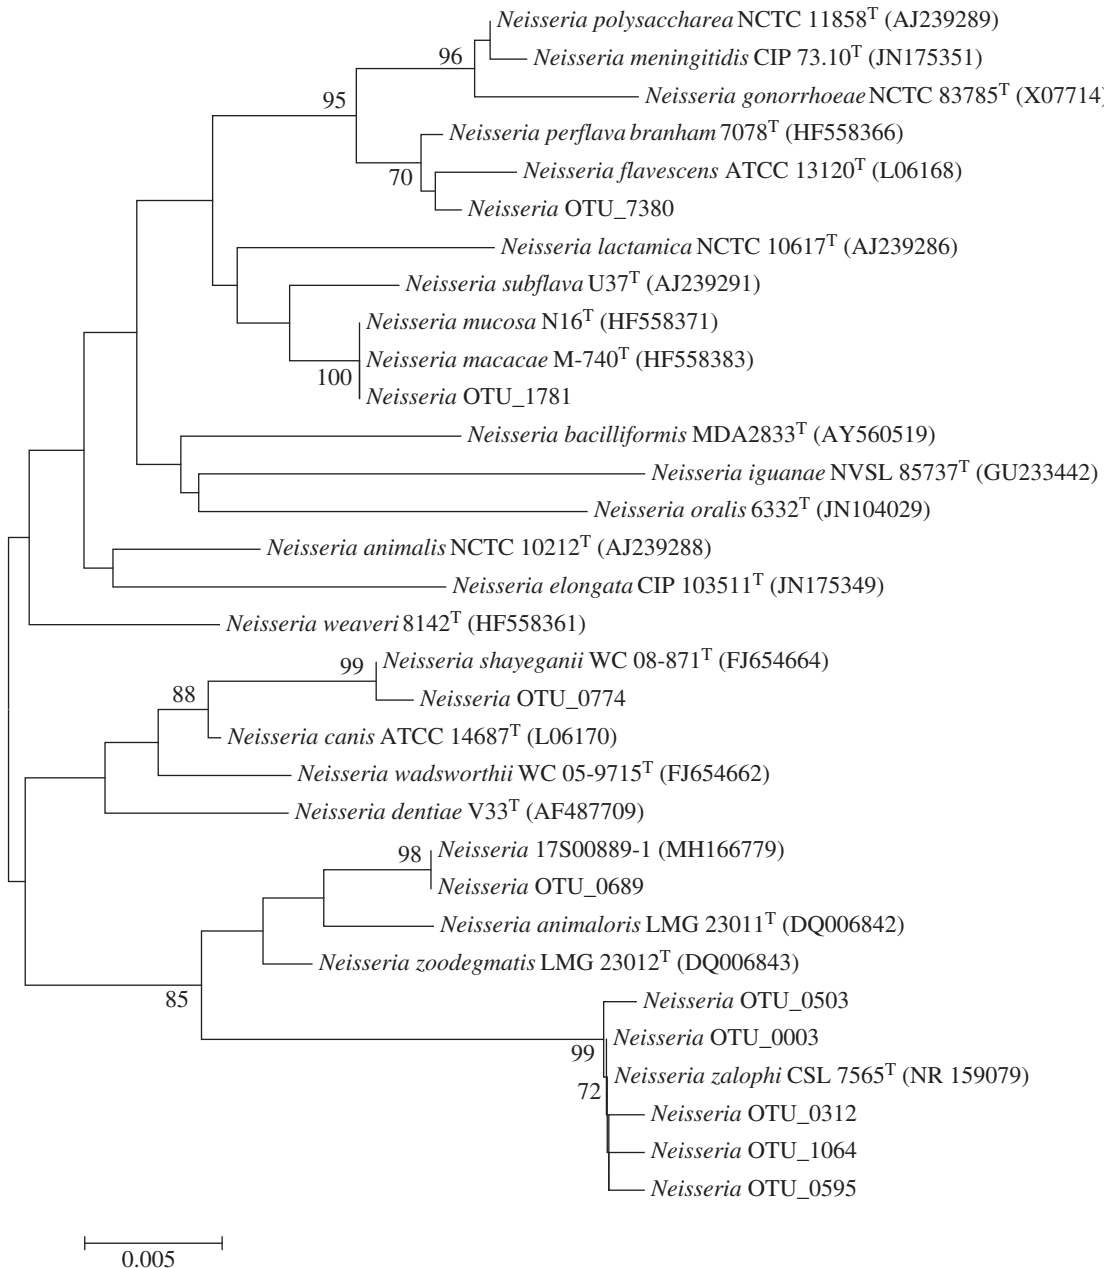 Neisseria polysaccharea NCTC 11858ᵀ (AJ239289)
96
Neisseria meningitidis CIP 73.10ᵀ (JN175351)
95
Neisseria gonorrhoeae NCTC 83785ᵀ (X07714)
Neisseria perflava branham 7078ᵀ (HF558366)
70
Neisseria flavescens ATCC 13120ᵀ (L06168)
Neisseria OTU_7380
Neisseria lactamica NCTC 10617ᵀ (AJ239286)
Neisseria subflava U37ᵀ (AJ239291)
Neisseria mucosa N16ᵀ (HF558371)
Neisseria macacae M-740ᵀ (HF558383)
100
Neisseria OTU_1781
Neisseria bacilliformis MDA2833ᵀ (AY560519)
Neisseria iguanae NVSL 85737ᵀ (GU233442)
Neisseria oralis 6332ᵀ (JN104029)
Neisseria animalis NCTC 10212ᵀ (AJ239288)
Neisseria elongata CIP 103511ᵀ (JN175349)
Neisseria weaveri 8142ᵀ (HF558361)
99
Neisseria shayeganii WC 08-871ᵀ (FJ654664)
88
Neisseria OTU_0774
Neisseria canis ATCC 14687ᵀ (L06170)
Neisseria wadsworthii WC 05-9715ᵀ (FJ654662)
Neisseria dentiae V33ᵀ (AF487709)
98
Neisseria 17S00889-1 (MH166779)
Neisseria OTU_0689
Neisseria animaloris LMG 23011ᵀ (DQ006842)
Neisseria zoodegmatis LMG 23012ᵀ (DQ006843)
85
Neisseria OTU_0503
Neisseria OTU_0003
99
Neisseria zalophi CSL 7565ᵀ (NR 159079)
72
Neisseria OTU_0312
Neisseria OTU_1064
Neisseria OTU_0595
0.005